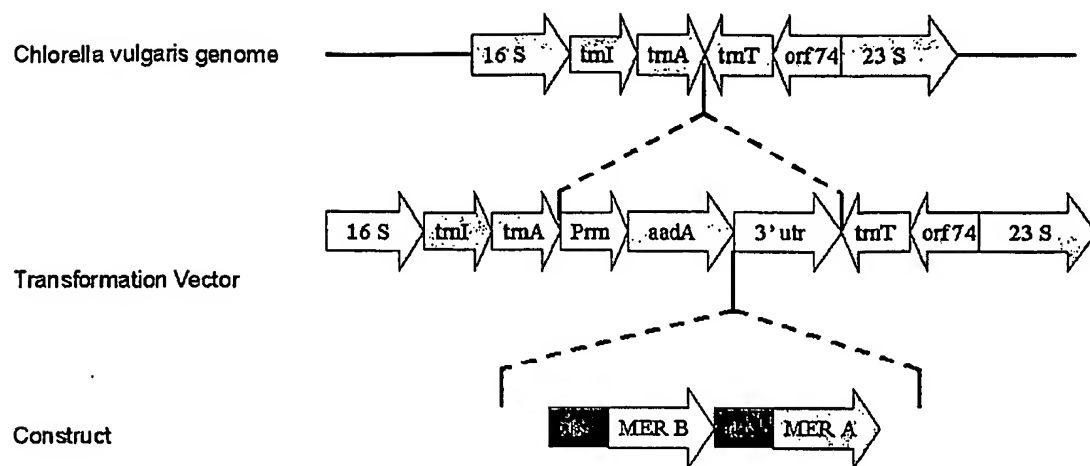 Chlorella vulgaris genome
16 S trnI trnA trnT orf74 23 S
16 S trnI trnA Prrn aadA 3' utr trnT orf74 23 S
Transformation Vector
MER B MER A
Construct